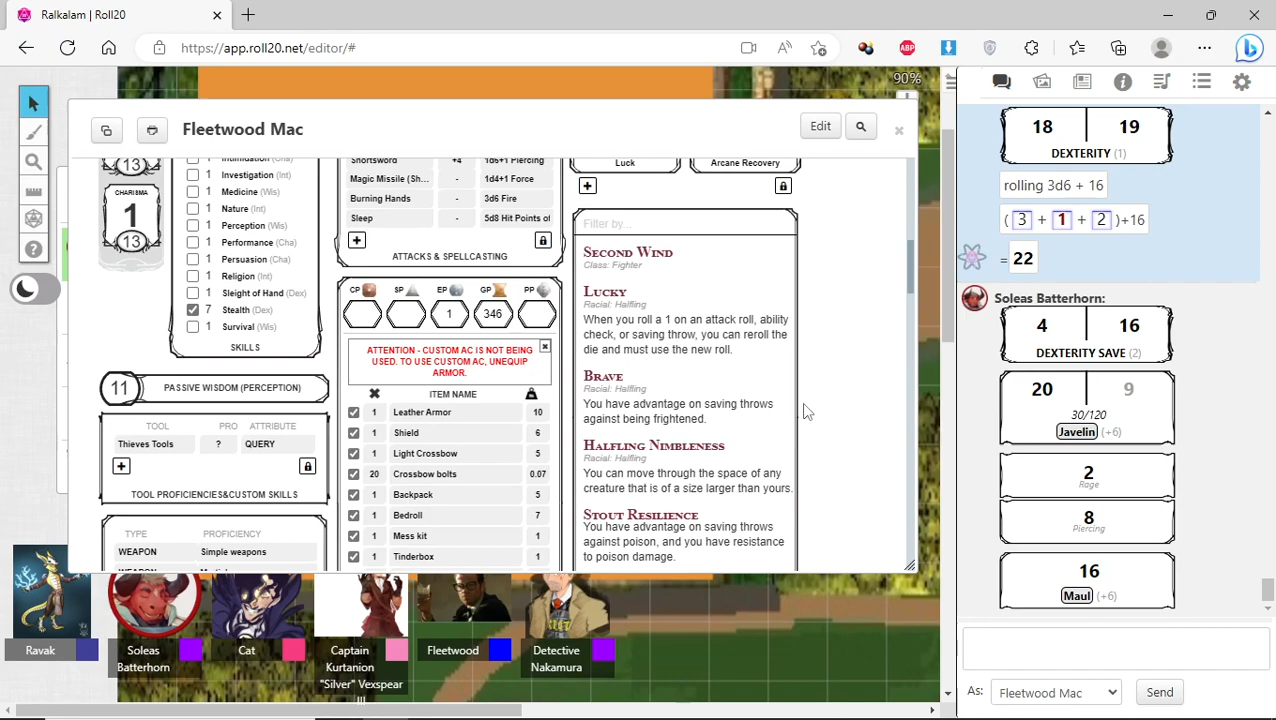 Ralkalam | Roll20
https://app.roll20.net/editor/#
ABP
90%
Fleetwood Mac
Edit
13
CHARISMA
1
13
1 Intimidation (Cha)
1 Investigation (Int)
1 Medicine (Wis)
1 Nature (Int)
1 Perception (Wis)
1 Performance (Cha)
1 Persuasion (Cha)
1 Religion (Int)
1 Sleight of Hand (Dex)
7 Stealth (Dex)
1 Survival (Wis)
SKILLS
11 PASSIVE WISDOM (PERCEPTION)
TOOL PRO ATTRIBUTE
Thieves Tools ? QUERY
TOOL PROFICIENCIES&CUSTOM SKILLS
TYPE PROFICIENCY
WEAPON Simple weapons
WEAPON
Shortsword +4 1d5+1 Piercing
Magic Missile (Sh... - 1d4+1 Force
Burning Hands - 3d6 Fire
Sleep - 5d8 Hit Points of
ATTACKS & SPELLCASTING
CP SP EP GP PP
1 346
ATTENTION - CUSTOM AC IS NOT BEING
USED. TO USE CUSTOM AC, UNEQUIP
ARMOR.
ITEM NAME
1 Leather Armor 10
1 Shield 6
1 Light Crossbow 5
20 Crossbow bolts 0.07
1 Backpack 5
1 Bedroll 7
1 Mess kit 1
1 Tinderbox 1
Luck
Arcane Recovery
Filter by...
SECOND WIND
Class: Fighter
LUCKY
Racial: Halfling
When you roll a 1 on an attack roll, ability
check, or saving throw, you can reroll the
die and must use the new roll.
BRAVE
Racial: Halfling
You have advantage on saving throws
against being frightened.
HALFLING NIMBLENESS
Racial: Halfling
You can move through the space of any
creature that is of a size larger than yours.
STOUT RESILIENCE
You have advantage on saving throws
against poison, and you have resistance
to poison damage.
Ravak
Soleas
Batterhorn
Cat
Captain
Kurtanion
"Silver" Vexspear
III
Fleetwood
Detective
Nakamura
18 19
DEXTERITY (1)
rolling 3d6 + 16
( 3 + 1 + 2 )+16
= 22
Soleas Batterhorn:
4 16
DEXTERITY SAVE (2)
20 9
30/120
Javelin (+6)
2
Rage
8
Piercing
16
Maul (+6)
As: Fleetwood Mac Send